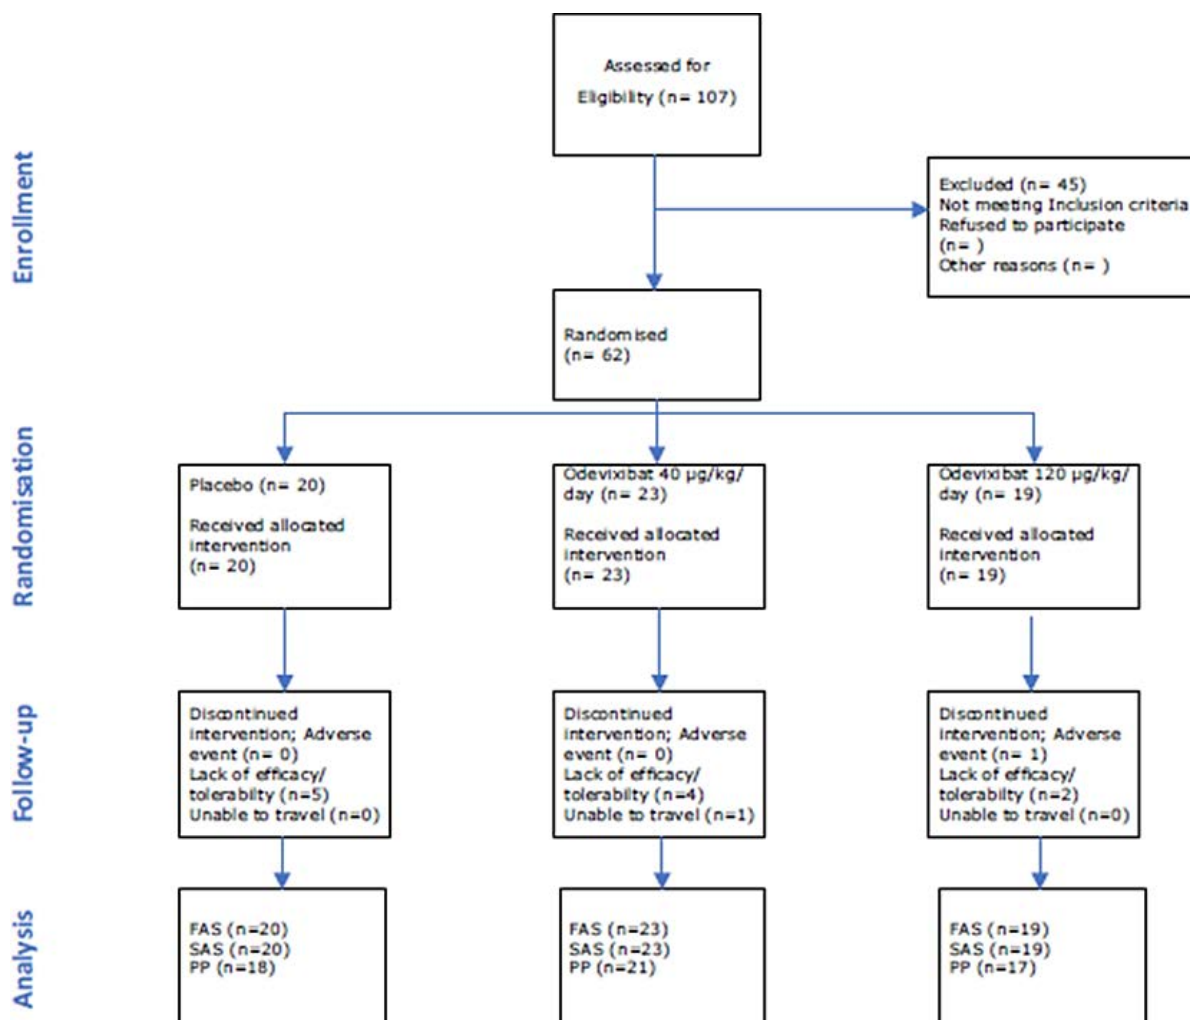 Assessed for
Eligibility (n= 107)
Enrollment
Excluded (n= 45)
Not meeting Inclusion criteria
Refused to participate
(n= )
Other reasons (n= )
Randomised
(n= 62)
Randomisation
Placebo (n= 20)
Received allocated
intervention
(n= 20)
Odevixibat 40 µg/kg/
day (n= 23)
Received allocated
intervention
(n= 23)
Odevixibat 120 µg/kg/
day (n= 19)
Received allocated
intervention
(n= 19)
Follow-up
Discontinued
intervention; Adverse
event (n= 0)
Lack of efficacy/
tolerabilty (n=5)
Unable to travel (n=0)
Discontinued
intervention; Adverse
event (n= 0)
Lack of efficacy/
tolerabilty (n=4)
Unable to travel (n=1)
Discontinued
intervention; Adverse
event (n= 1)
Lack of efficacy/
tolerabilty (n=2)
Unable to travel (n=0)
Analysis
FAS (n=20)
SAS (n=20)
PP (n=18)
FAS (n=23)
SAS (n=23)
PP (n=21)
FAS (n=19)
SAS (n=19)
PP (n=17)